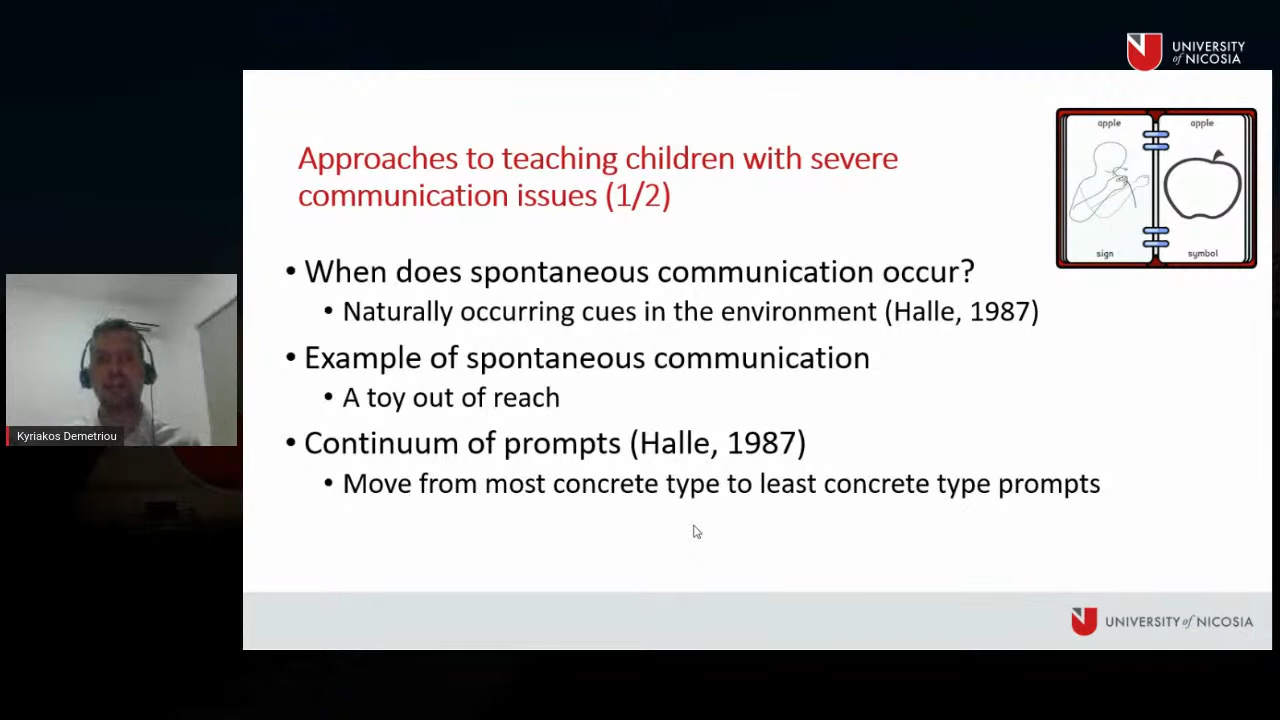 UNIVERSITY
of NICOSIA
apple apple
Approaches to teaching children with severe
communication issues (1/2)
sign symbol
• When does spontaneous communication occur?
• Naturally occurring cues in the environment (Halle, 1987)
• Example of spontaneous communication
• A toy out of reach
Kyriakos Demetriou
• Continuum of prompts (Halle, 1987)
• Move from most concrete type to least concrete type prompts
UNIVERSITY of NICOSIA